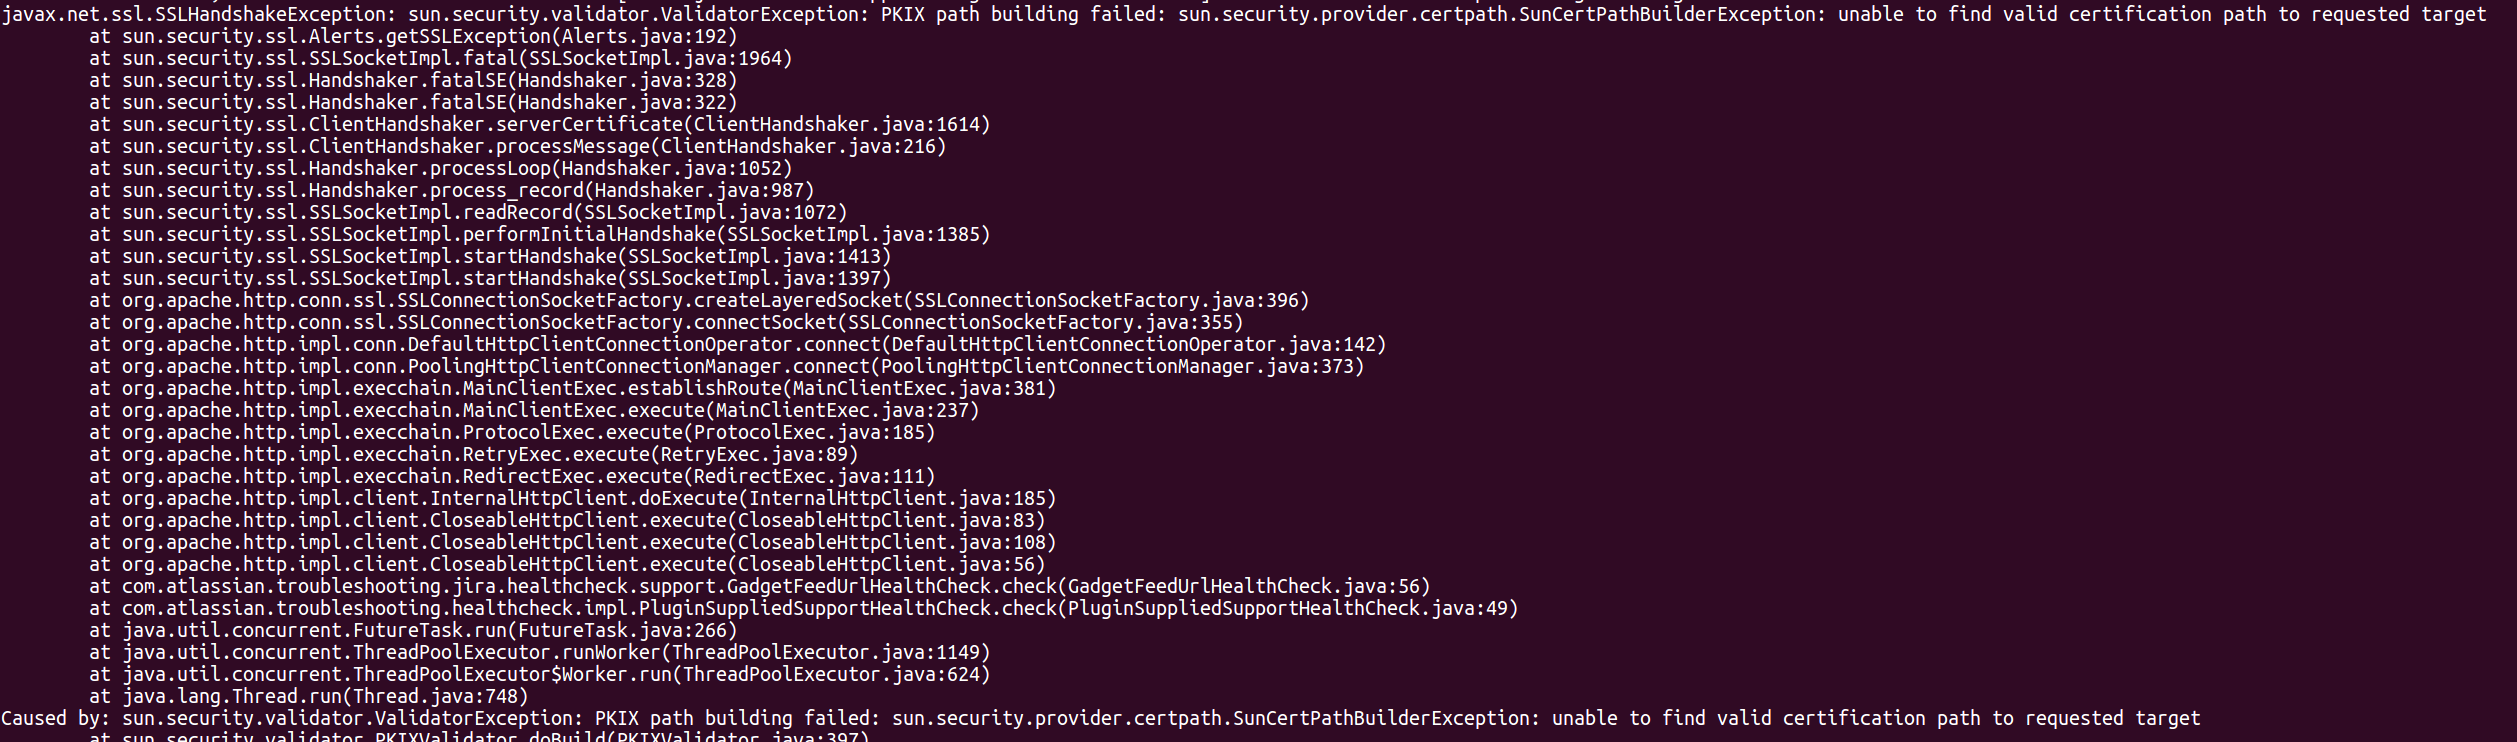 javax.net.ssl.SSLHandshakeException: sun.security.validator.ValidatorException: PKIX path building failed: sun.security.provider.certpath.SunCertPathBuilderException: unable to find valid certification path to requested target
at sun.security.ssl.Alerts.getSSLException(Alerts.java:192)
at sun.security.ssl.SSLSocketImpl.fatal(SSLSocketImpl.java:1964)
at sun.security.ssl.Handshaker.fatalSE(Handshaker.java:328)
at sun.security.ssl.Handshaker.fatalSE(Handshaker.java:322)
at sun.security.ssl.ClientHandshaker.serverCertificate(ClientHandshaker.java:1614)
at sun.security.ssl.ClientHandshaker.processMessage(ClientHandshaker.java:216)
at sun.security.ssl.Handshaker.processLoop(Handshaker.java:1052)
at sun.security.ssl.Handshaker.process_record(Handshaker.java:987)
at sun.security.ssl.SSLSocketImpl.readRecord(SSLSocketImpl.java:1072)
at sun.security.ssl.SSLSocketImpl.performInitialHandshake(SSLSocketImpl.java:1385)
at sun.security.ssl.SSLSocketImpl.startHandshake(SSLSocketImpl.java:1413)
at sun.security.ssl.SSLSocketImpl.startHandshake(SSLSocketImpl.java:1397)
at org.apache.http.conn.ssl.SSLConnectionSocketFactory.createLayeredSocket(SSLConnectionSocketFactory.java:396)
at org.apache.http.conn.ssl.SSLConnectionSocketFactory.connectSocket(SSLConnectionSocketFactory.java:355)
at org.apache.http.impl.conn.DefaultHttpClientConnectionOperator.connect(DefaultHttpClientConnectionOperator.java:142)
at org.apache.http.impl.conn.PoolingHttpClientConnectionManager.connect(PoolingHttpClientConnectionManager.java:373)
at org.apache.http.impl.execchain.MainClientExec.establishRoute(MainClientExec.java:381)
at org.apache.http.impl.execchain.MainClientExec.execute(MainClientExec.java:237)
at org.apache.http.impl.execchain.ProtocolExec.execute(ProtocolExec.java:185)
at org.apache.http.impl.execchain.RetryExec.execute(RetryExec.java:89)
at org.apache.http.impl.execchain.RedirectExec.execute(RedirectExec.java:111)
at org.apache.http.impl.client.InternalHttpClient.doExecute(InternalHttpClient.java:185)
at org.apache.http.impl.client.CloseableHttpClient.execute(CloseableHttpClient.java:83)
at org.apache.http.impl.client.CloseableHttpClient.execute(CloseableHttpClient.java:108)
at org.apache.http.impl.client.CloseableHttpClient.execute(CloseableHttpClient.java:56)
at com.atlassian.troubleshooting.jira.healthcheck.support.GadgetFeedUrlHealthCheck.check(GadgetFeedUrlHealthCheck.java:56)
at com.atlassian.troubleshooting.healthcheck.impl.PluginSuppliedSupportHealthCheck.check(PluginSuppliedSupportHealthCheck.java:49)
at java.util.concurrent.FutureTask.run(FutureTask.java:266)
at java.util.concurrent.ThreadPoolExecutor.runWorker(ThreadPoolExecutor.java:1149)
at java.util.concurrent.ThreadPoolExecutor$Worker.run(ThreadPoolExecutor.java:624)
at java.lang.Thread.run(Thread.java:748)
Caused by: sun.security.validator.ValidatorException: PKIX path building failed: sun.security.provider.certpath.SunCertPathBuilderException: unable to find valid certification path to requested target
at sun.security.validator.PKIXValidator.doBuild(PKIXValidator.java:397)